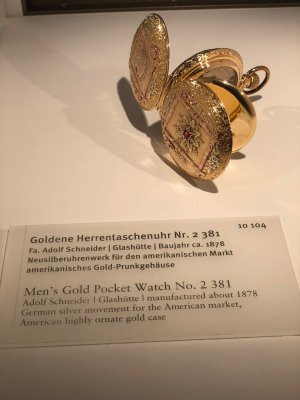 Goldene Herrentaschenuhr Nr. 2 381 10 104
Fa. Adolf Schneider | Glashütte | Baujahr ca. 1878
Neusilberuhrenwerk für den amerikanischen Markt
amerikanisches Gold-Prunkgehäuse
Men's Gold Pocket Watch No. 2 381
Adolf Schneider | Glashütte | manufactured about 1878
German silver movement for the American market,
American highly ornate gold case